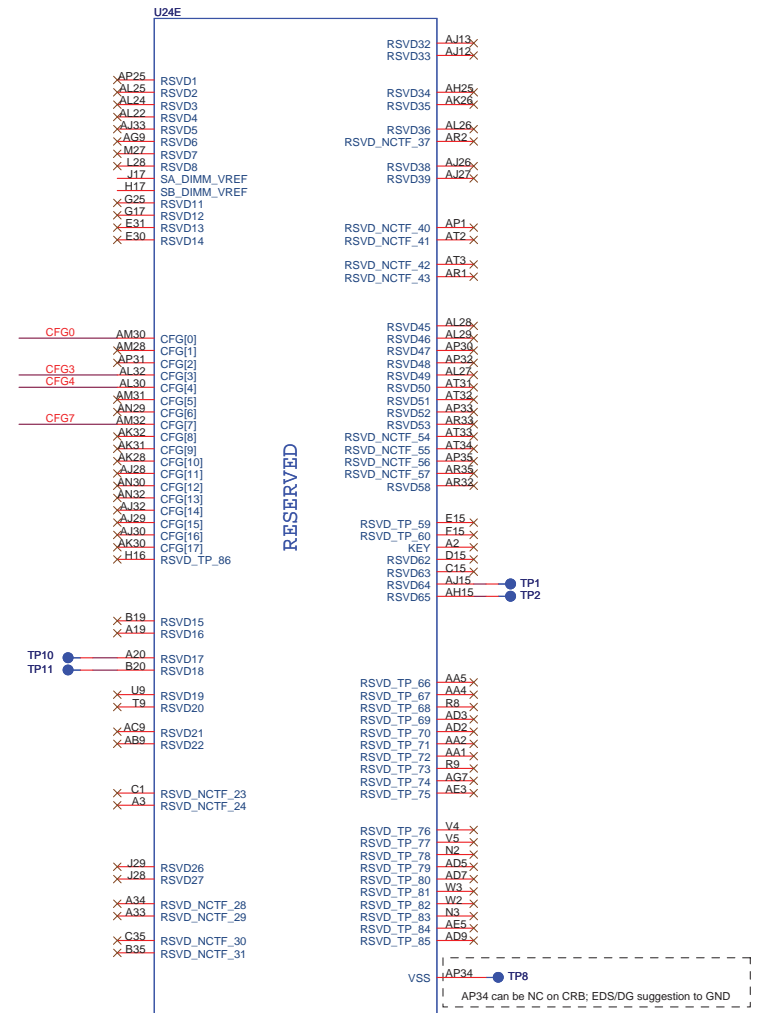 U24E
AP25 RSVD1
AL25 RSVD2
AL24 RSVD3
AL22 RSVD4
AJ33 RSVD5
AG9 RSVD6
M27 RSVD7
L28 RSVD8
J17 SA_DIMM_VREF
H17 SB_DIMM_VREF
G25 RSVD11
G17 RSVD12
E31 RSVD13
E30 RSVD14
CFG0 AM30 CFG[0]
AM28 CFG[1]
AP31 CFG[2]
CFG3 AL32 CFG[3]
CFG4 AL30 CFG[4]
AM31 CFG[5]
AN29 CFG[6]
CFG7 AM32 CFG[7]
AK32 CFG[8]
AK31 CFG[9]
AK28 CFG[10]
AJ28 CFG[11]
AN30 CFG[12]
AN32 CFG[13]
AJ32 CFG[14]
AJ29 CFG[15]
AJ30 CFG[16]
AK30 CFG[17]
H16 RSVD_TP_86
B19 RSVD15
A19 RSVD16
TP10 A20 RSVD17
TP11 B20 RSVD18
U9 RSVD19
T9 RSVD20
AC9 RSVD21
AB9 RSVD22
C1 RSVD_NCTF_23
A3 RSVD_NCTF_24
J29 RSVD26
J28 RSVD27
A34 RSVD_NCTF_28
A33 RSVD_NCTF_29
C35 RSVD_NCTF_30
B35 RSVD_NCTF_31
RESERVED
RSVD32 AJ13
RSVD33 AJ12
RSVD34 AH25
RSVD35 AK26
RSVD36 AL26
RSVD_NCTF_37 AR2
RSVD38 AJ26
RSVD39 AJ27
RSVD_NCTF_40 AP1
RSVD_NCTF_41 AT2
RSVD_NCTF_42 AT3
RSVD_NCTF_43 AR1
RSVD45 AL28
RSVD46 AL29
RSVD47 AP30
RSVD48 AP32
RSVD49 AL27
RSVD50 AT31
RSVD51 AT32
RSVD52 AP33
RSVD53 AR33
RSVD_NCTF_54 AT33
RSVD_NCTF_55 AT34
RSVD_NCTF_56 AP35
RSVD_NCTF_57 AR35
RSVD58 AR32
RSVD_TP_59 E15
RSVD_TP_60 F15
KEY A2
RSVD62 D15
RSVD63 C15
RSVD64 AJ15 TP1
RSVD65 AH15 TP2
RSVD_TP_66 AA5
RSVD_TP_67 AA4
RSVD_TP_68 R8
RSVD_TP_69 AD3
RSVD_TP_70 AD2
RSVD_TP_71 AA2
RSVD_TP_72 AA1
RSVD_TP_73 R9
RSVD_TP_74 AG7
RSVD_TP_75 AE3
RSVD_TP_76 V4
RSVD_TP_77 V5
RSVD_TP_78 N2
RSVD_TP_79 AD5
RSVD_TP_80 AD7
RSVD_TP_81 W3
RSVD_TP_82 W2
RSVD_TP_83 N3
RSVD_TP_84 AE5
RSVD_TP_85 AD9
VSS AP34 TP8
AP34 can be NC on CRB; EDS/DG suggestion to GND